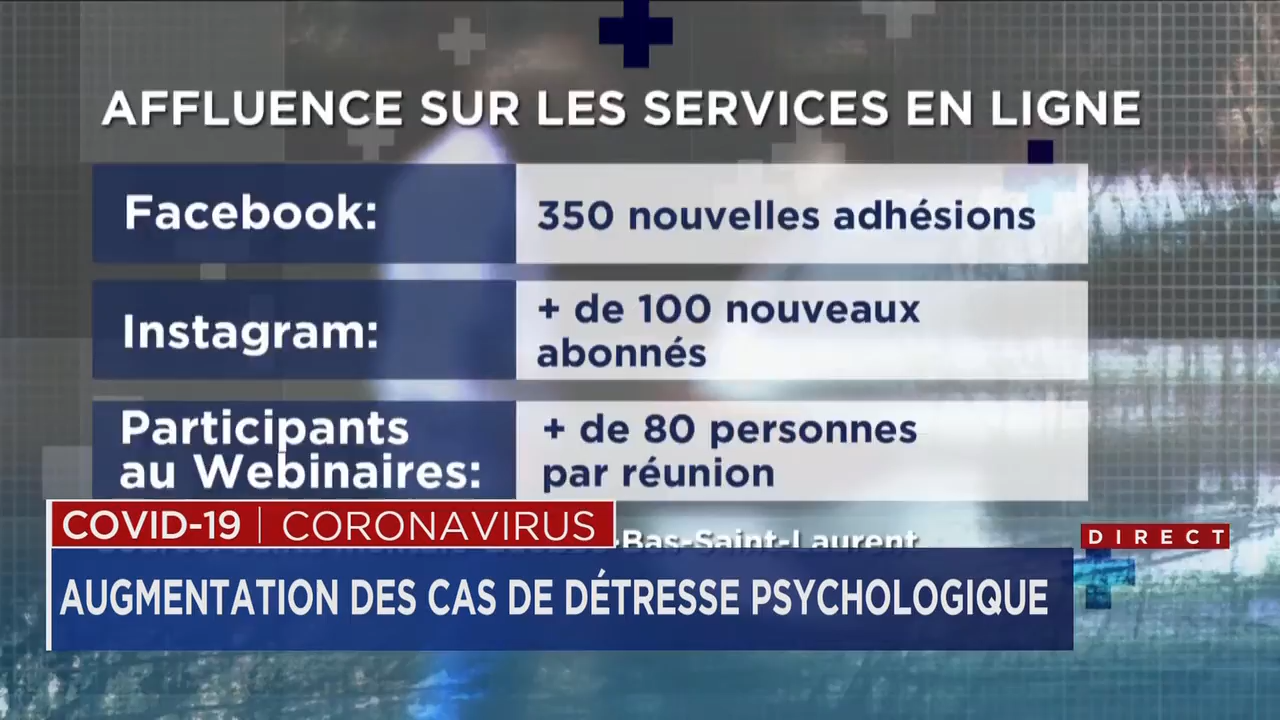 AFFLUENCE SUR LES SERVICES EN LIGNE
Facebook:
350 nouvelles adhésions
Instagram:
+ de 100 nouveaux
abonnés
Participants
au Webinaires:
+ de 80 personnes
par réunion
-Bas-Saint-Laurent
COVID-19 | CORONAVIRUS
DIRECT
AUGMENTATION DES CAS DE DÉTRESSE PSYCHOLOGIQUE